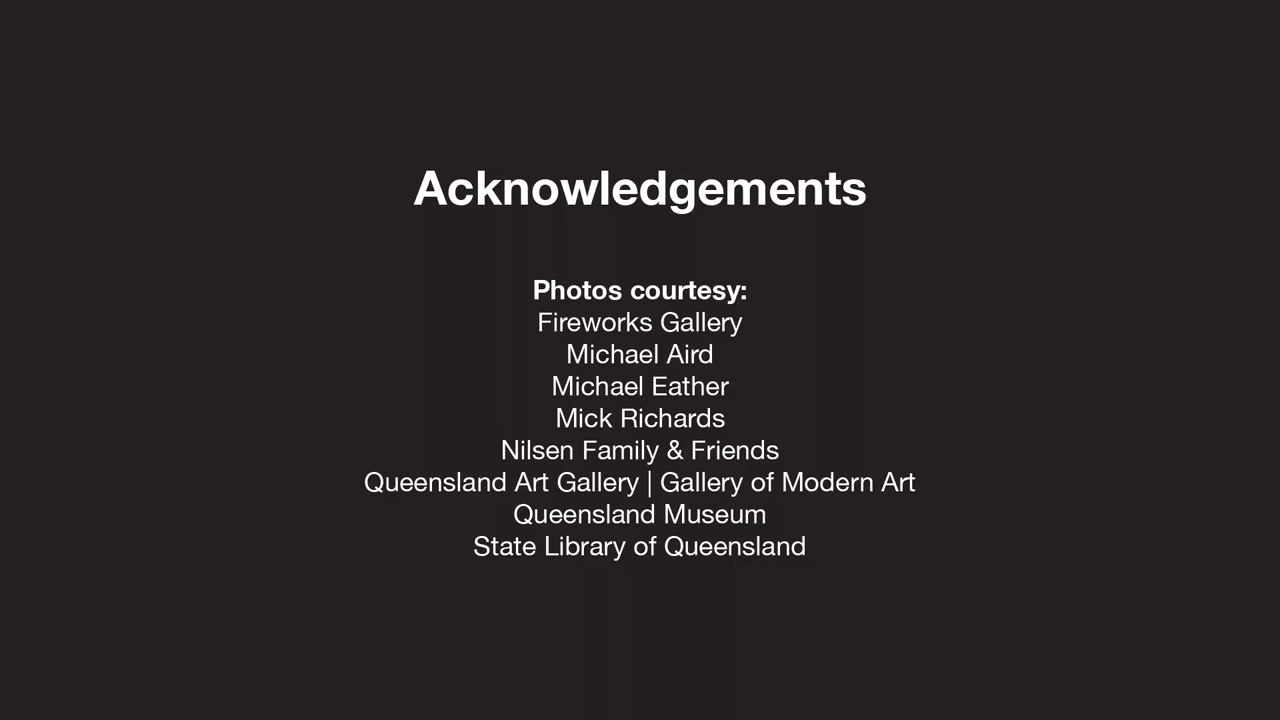 Acknowledgements
Photos courtesy:
Fireworks Gallery
Michael Aird
Michael Eather
Mick Richards
Nilsen Family & Friends
Queensland Art Gallery | Gallery of Modern Art
Queensland Museum
State Library of Queensland